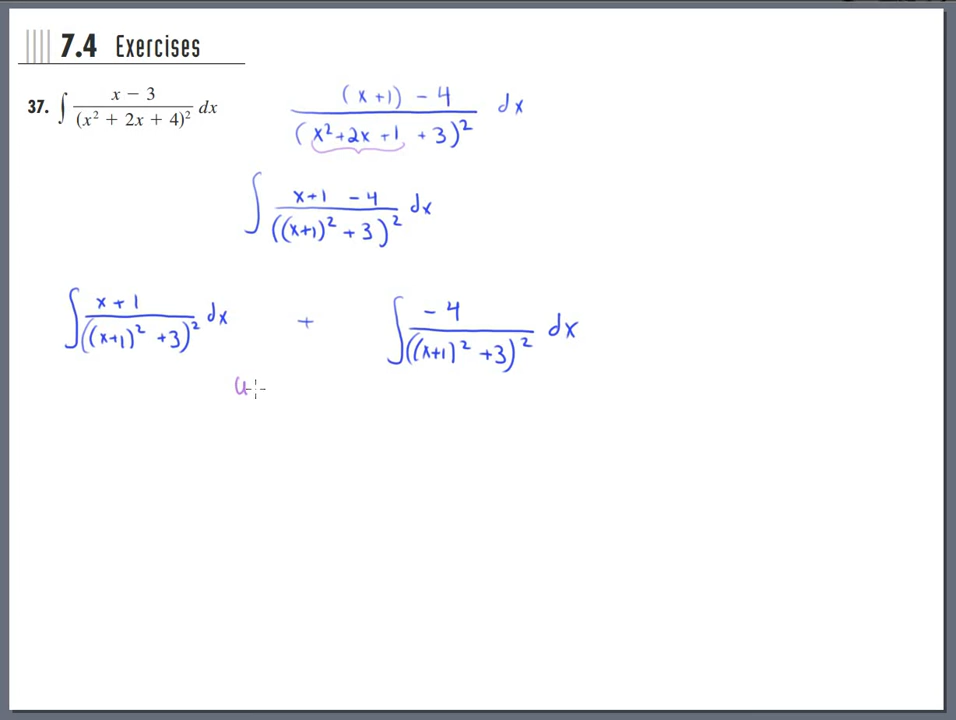 7.4 Exercises
37. ∫ x − 3 / (x² + 2x + 4)² dx
(x+1) - 4 / (x²+2x+1 + 3)² dx
∫ x+1 - 4 / ((x+1)² + 3)² dx
∫ x+1 / ((x+1)² +3)² dx + ∫ -4 / ((x+1)² +3)² dx
u